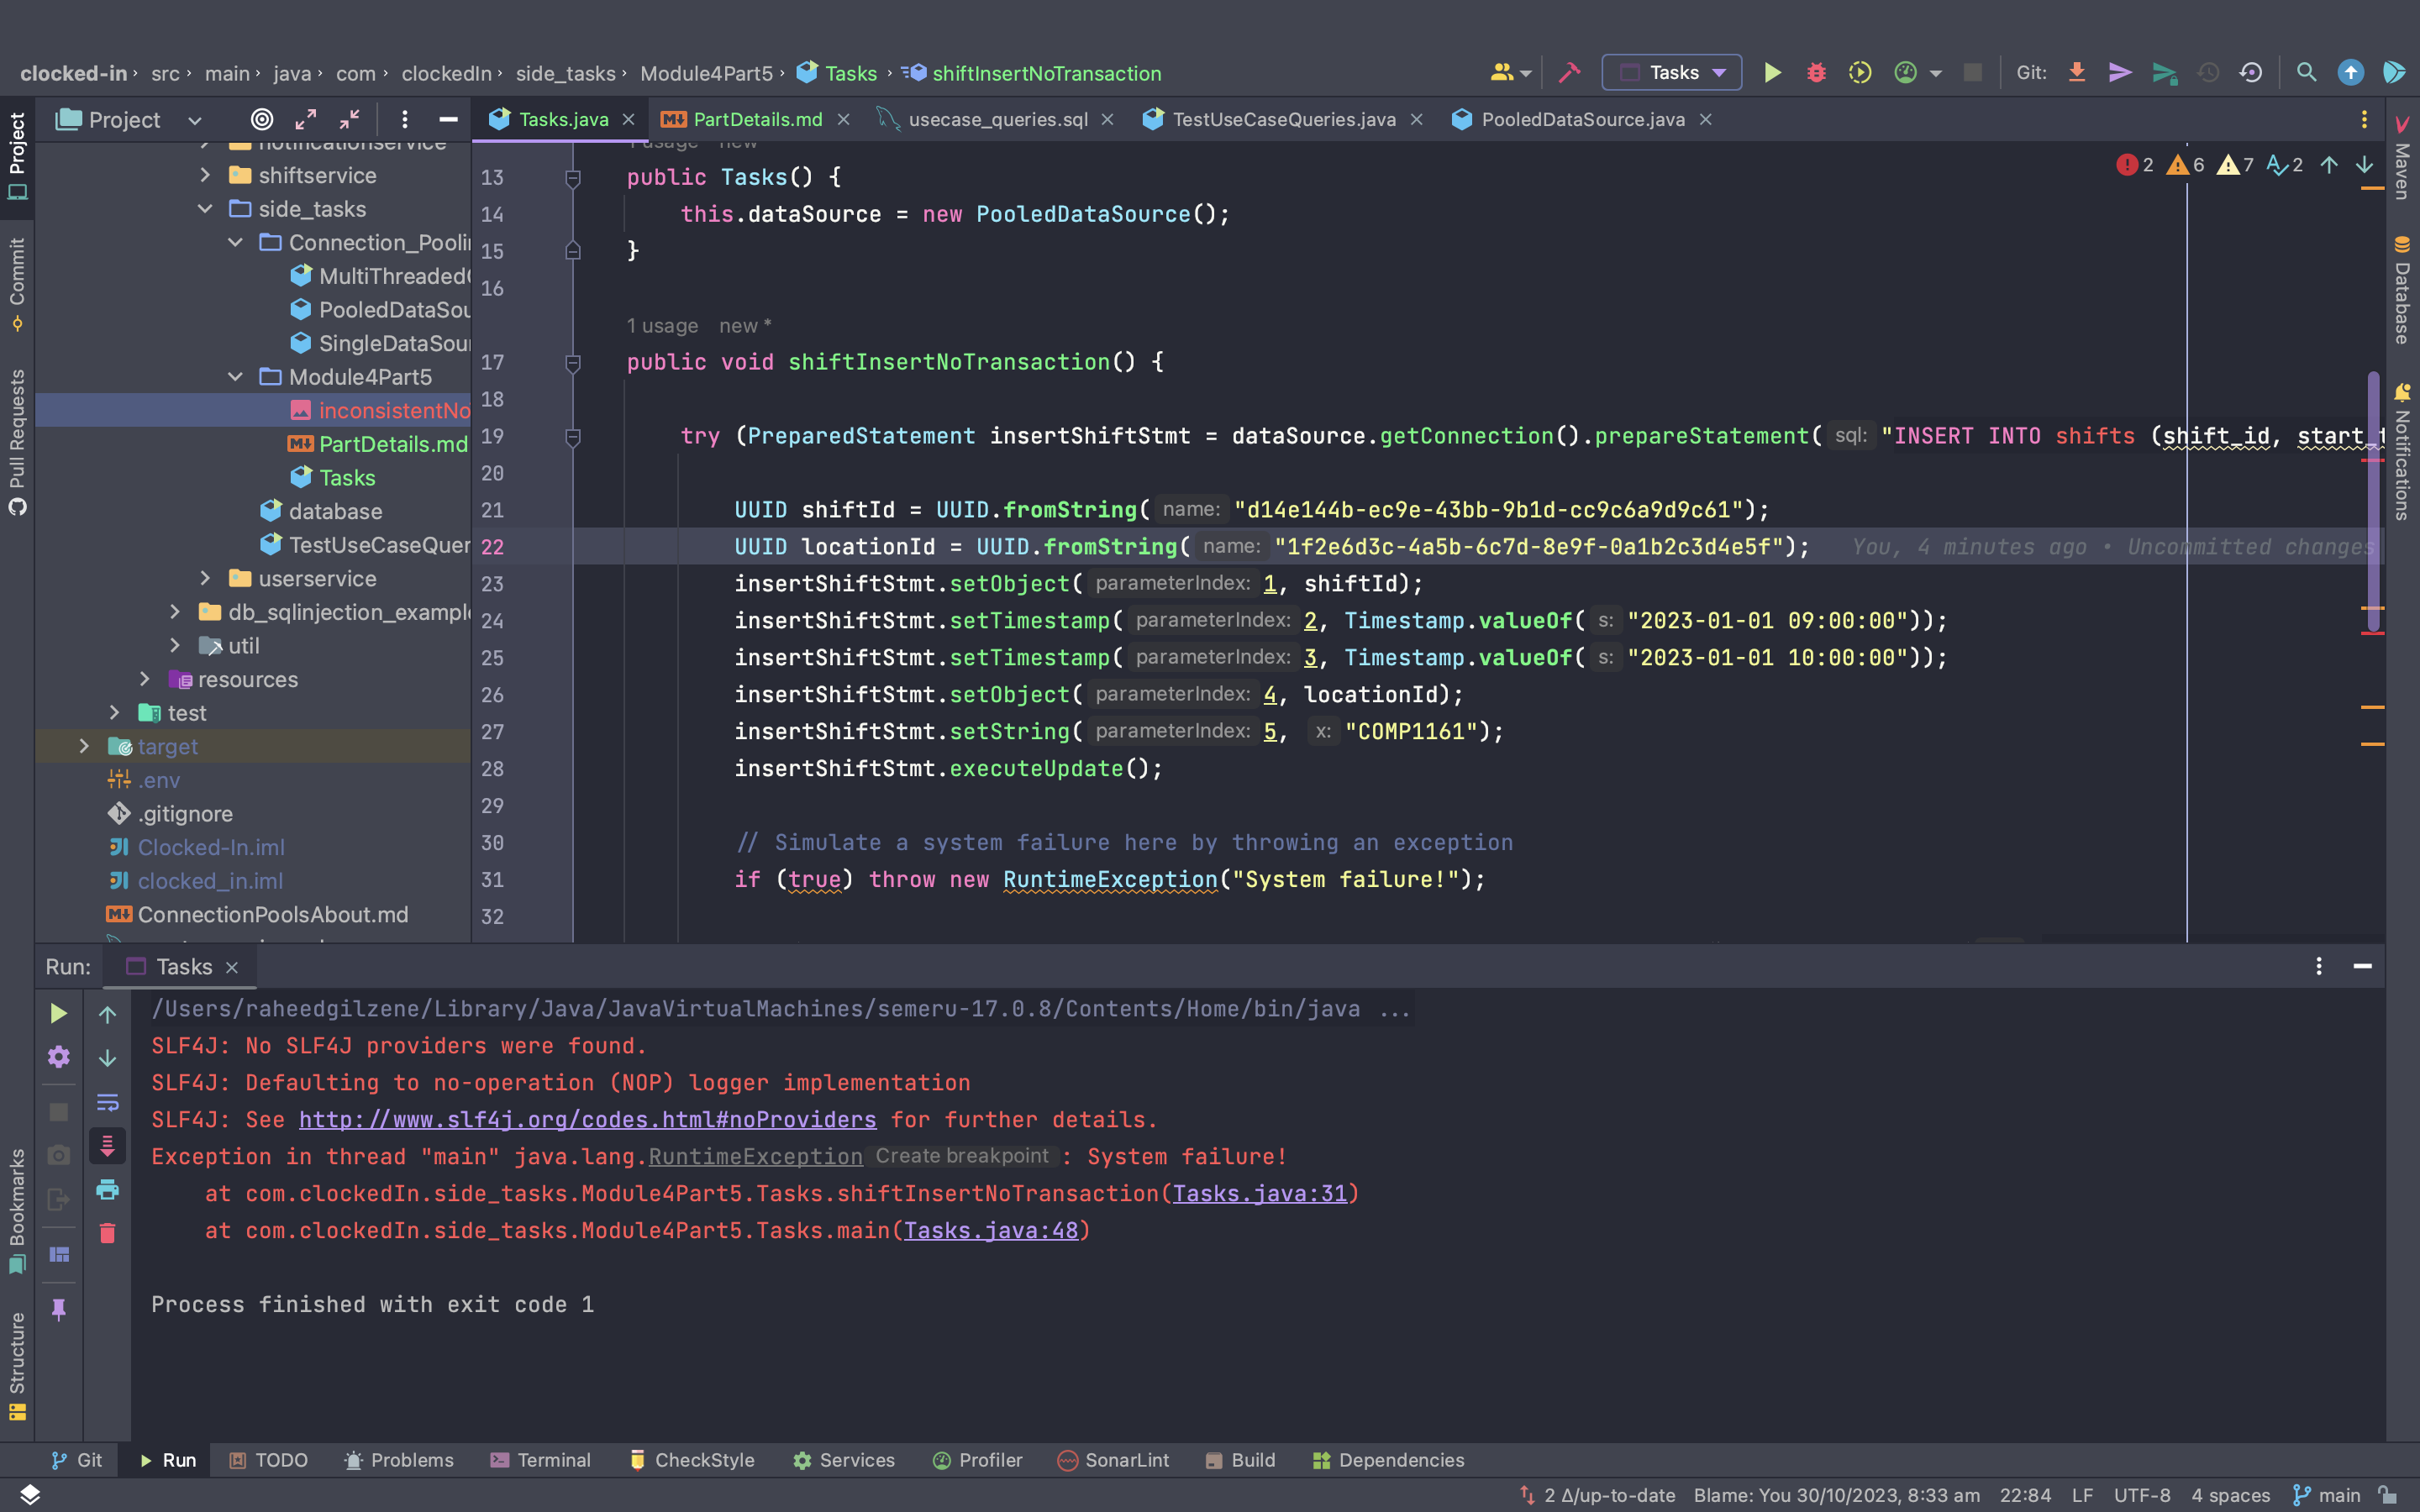 clocked-in › src › main › java › com › clockedIn › side_tasks › Module4Part5 › Tasks › shiftInsertNoTransaction
Tasks
Git:
Project
Tasks.java
PartDetails.md
usecase_queries.sql
TestUseCaseQueries.java
PooledDataSource.java
Project
Commit
Pull Requests
Bookmarks
Structure
Maven
Database
Notifications
notificationservice
shiftservice
side_tasks
Connection_Poolin
MultiThreadedC
PooledDataSou
SingleDataSour
Module4Part5
inconsistentNo
PartDetails.md
Tasks
database
TestUseCaseQuer
userservice
db_sqlinjection_example
util
resources
test
target
.env
.gitignore
Clocked-In.iml
clocked_in.iml
ConnectionPoolsAbout.md
2 6 7 2
1 usage new *
13 public Tasks() {
14 this.dataSource = new PooledDataSource();
15 }
16
1 usage new *
17 public void shiftInsertNoTransaction() {
18
19 try (PreparedStatement insertShiftStmt = dataSource.getConnection().prepareStatement( sql: "INSERT INTO shifts (shift_id, start_t
20
21 UUID shiftId = UUID.fromString( name: "d14e144b-ec9e-43bb-9b1d-cc9c6a9d9c61");
22 UUID locationId = UUID.fromString( name: "1f2e6d3c-4a5b-6c7d-8e9f-0a1b2c3d4e5f"); You, 4 minutes ago • Uncommitted changes
23 insertShiftStmt.setObject( parameterIndex: 1, shiftId);
24 insertShiftStmt.setTimestamp( parameterIndex: 2, Timestamp.valueOf( s: "2023-01-01 09:00:00"));
25 insertShiftStmt.setTimestamp( parameterIndex: 3, Timestamp.valueOf( s: "2023-01-01 10:00:00"));
26 insertShiftStmt.setObject( parameterIndex: 4, locationId);
27 insertShiftStmt.setString( parameterIndex: 5, x: "COMP1161");
28 insertShiftStmt.executeUpdate();
29
30 // Simulate a system failure here by throwing an exception
31 if (true) throw new RuntimeException("System failure!");
32
Run: Tasks
/Users/raheedgilzene/Library/Java/JavaVirtualMachines/semeru-17.0.8/Contents/Home/bin/java ...
SLF4J: No SLF4J providers were found.
SLF4J: Defaulting to no-operation (NOP) logger implementation
SLF4J: See http://www.slf4j.org/codes.html#noProviders for further details.
Exception in thread "main" java.lang.RuntimeException Create breakpoint : System failure!
at com.clockedIn.side_tasks.Module4Part5.Tasks.shiftInsertNoTransaction(Tasks.java:31)
at com.clockedIn.side_tasks.Module4Part5.Tasks.main(Tasks.java:48)
Process finished with exit code 1
Git Run TODO Problems Terminal CheckStyle Services Profiler SonarLint Build Dependencies
2 Δ/up-to-date Blame: You 30/10/2023, 8:33 am 22:84 LF UTF-8 4 spaces main